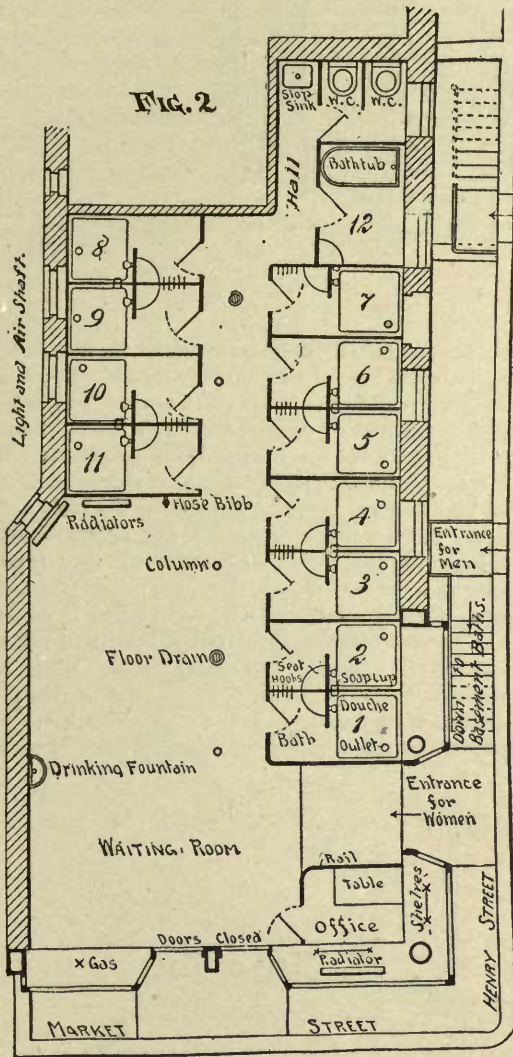 FIG. 2
Slop
Sink
W.C.
W.C.
Hall
Bathtub
12
Light and Air Shaft.
8
9
10
11
7
6
5
4
3
Radiators
Hose Bibb
Column
Entrance
for
Men
Floor Drain
Seat
Hooks
2
Soap Cup
Douche
1
Bath
Outlet
Down to
Basement Baths.
Drinking Fountain
Entrance
for
Women
WAITING. ROOM
Rail
Table
Office
Shelves
Doors Closed
Gas
Radiator
HENRY STREET
MARKET STREET